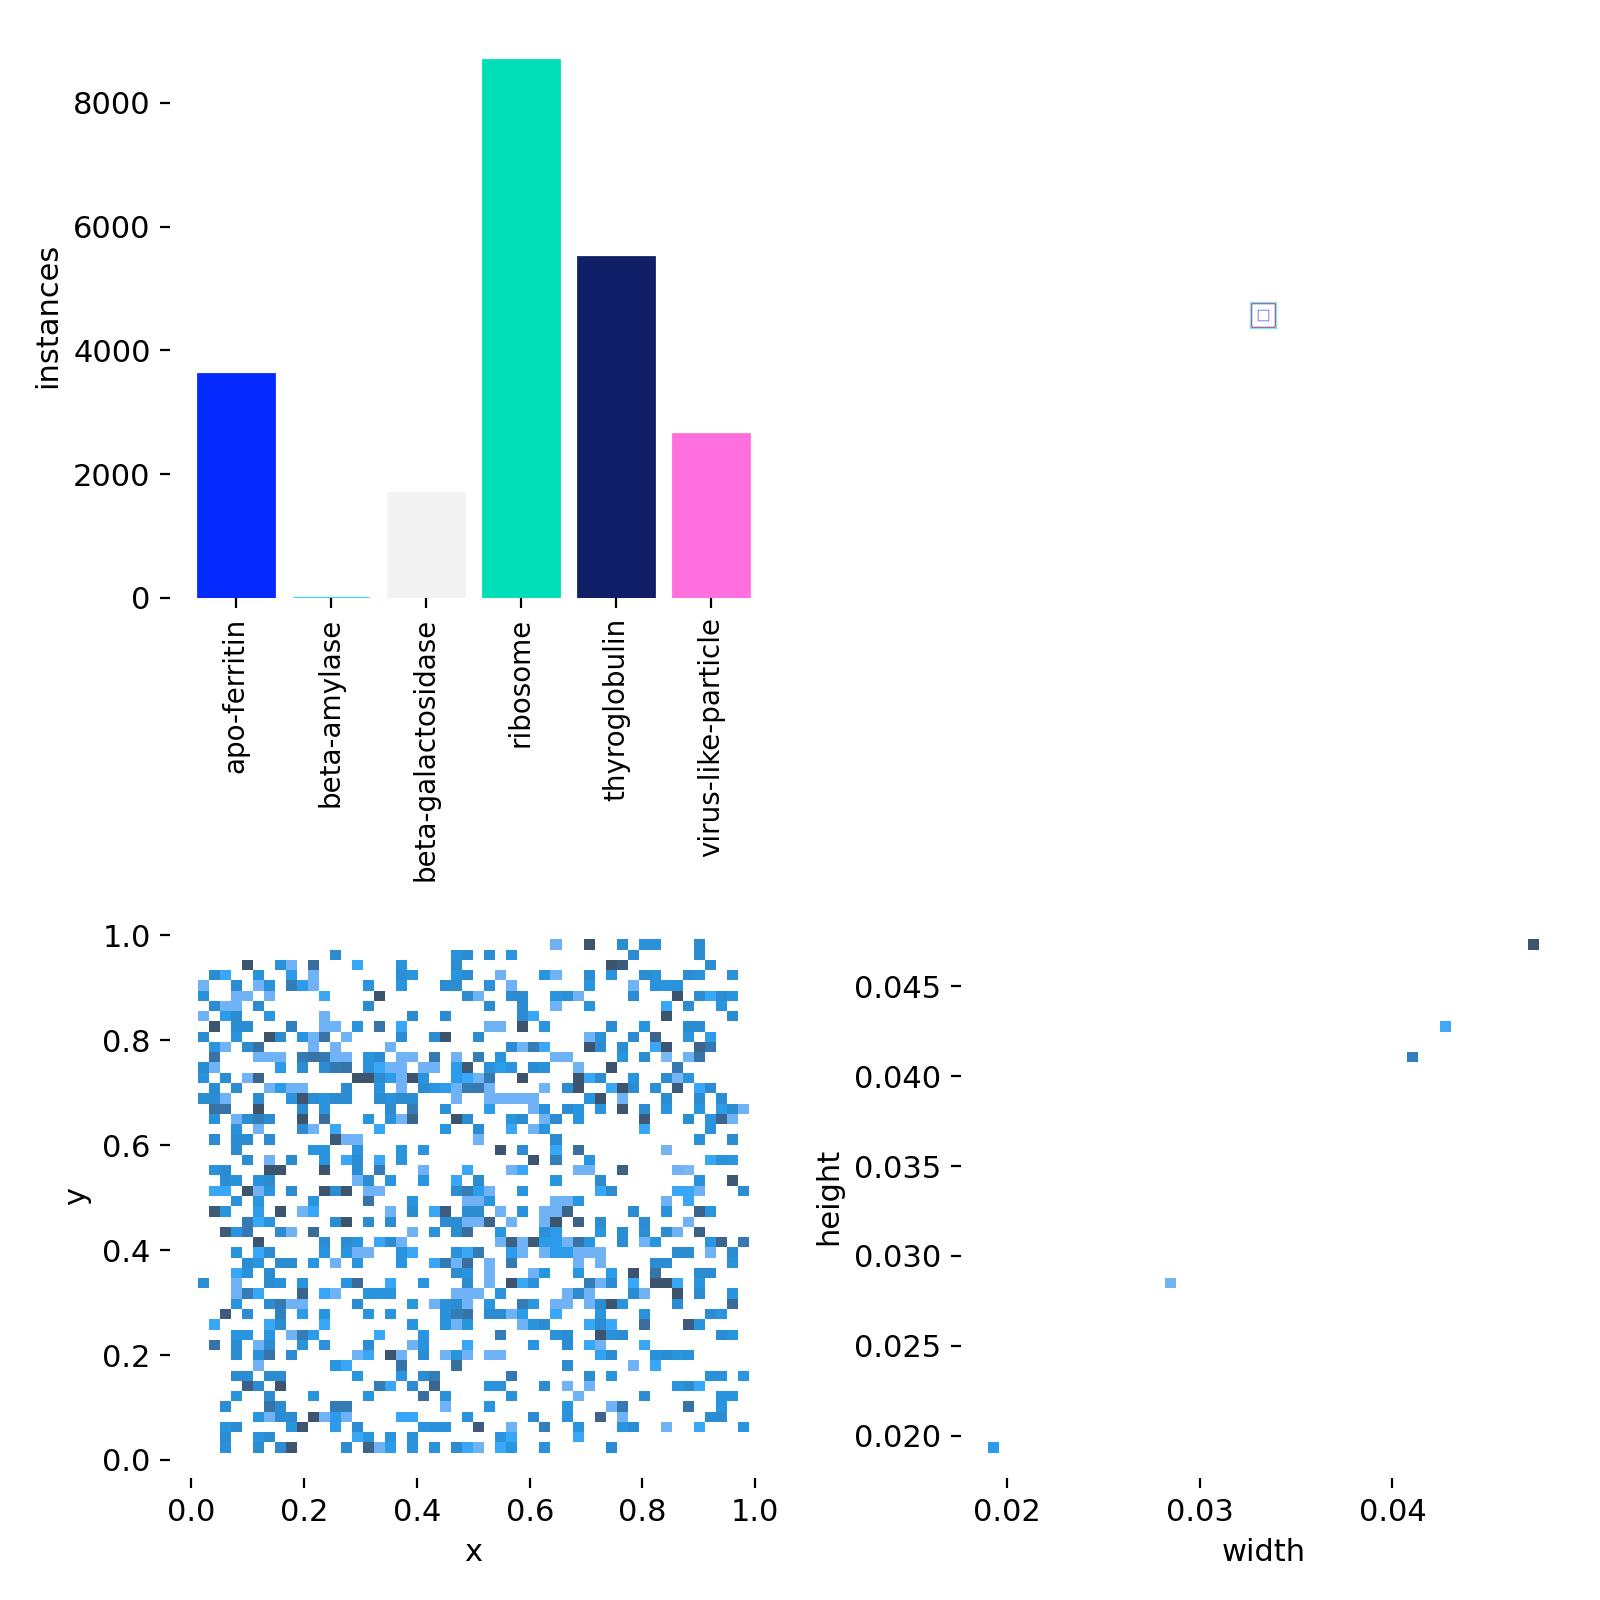 8000
6000
4000
2000
0
instances
apo-ferritin
beta-amylase
beta-galactosidase
ribosome
thyroglobulin
virus-like-particle
1.0
0.8
0.6
0.4
0.2
0.0
y
0.0 0.2 0.4 0.6 0.8 1.0
x
0.045
0.040
0.035
0.030
0.025
0.020
height
0.02 0.03 0.04
width